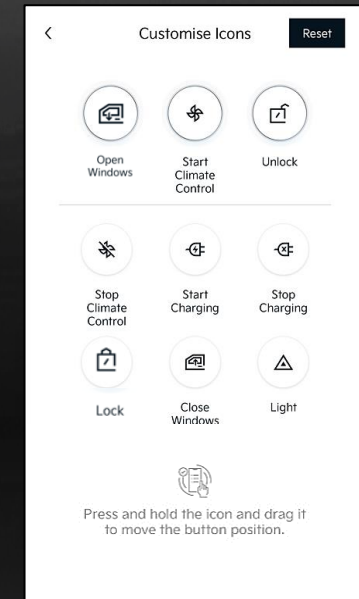 Customise Icons
Reset
Open
Windows
Start
Climate
Control
Unlock
Stop
Climate
Control
Start
Charging
Stop
Charging
Lock
Close
Windows
Light
Press and hold the icon and drag it
to move the button position.